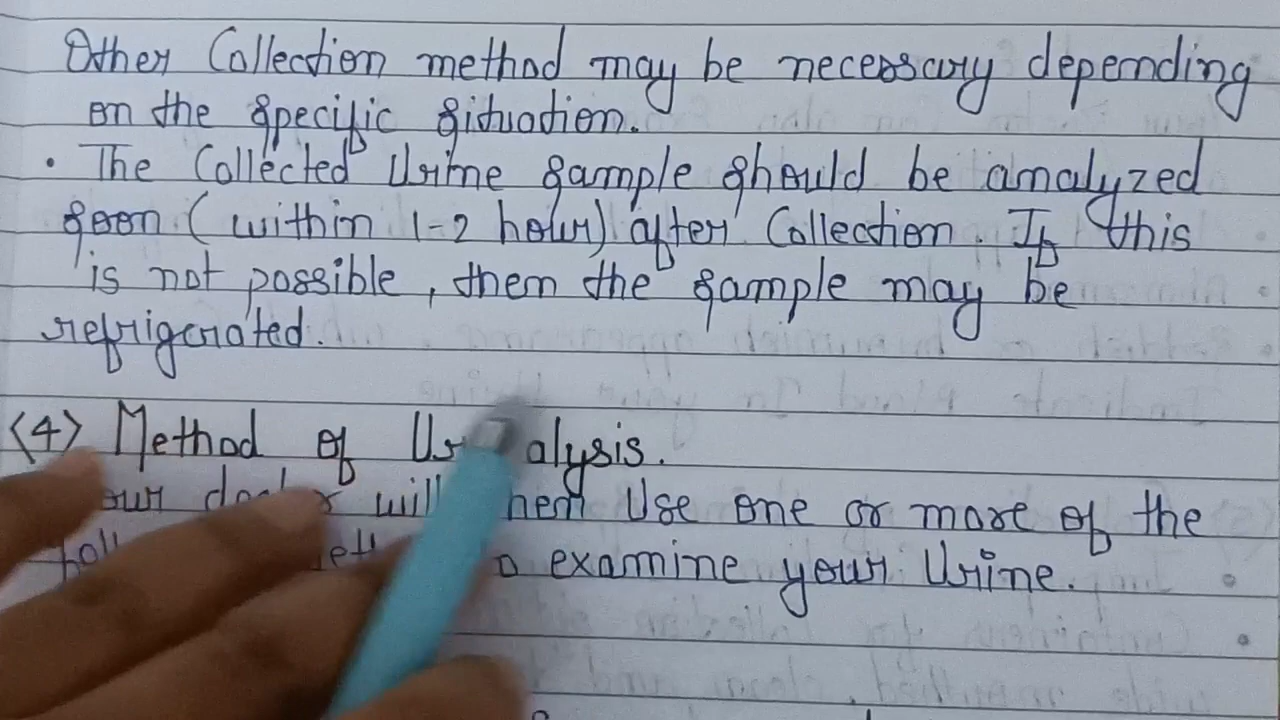 Other Collection method may be necessary depending
on the specific situation.
• The Collected Urine sample should be analyzed
soon (within 1-2 hour) after Collection. If this
is not possible, then the sample may be
refrigerated.
<4> Method of
will Use one or more of the
examine your Urine.